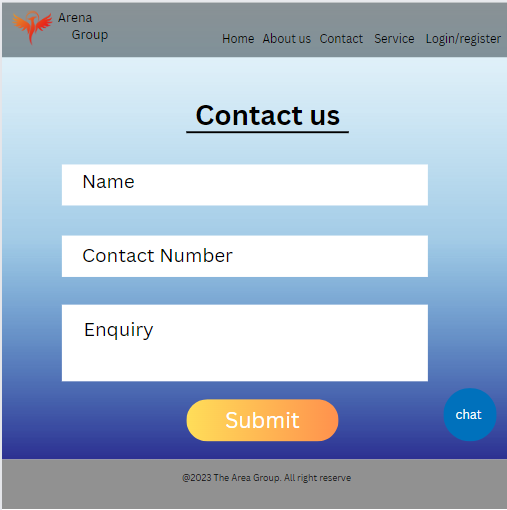 Arena
Group
Home About us Contact Service Login/register
Contact us
Name
Contact Number
Enquiry
Submit
chat
@2023 The Area Group. All right reserve